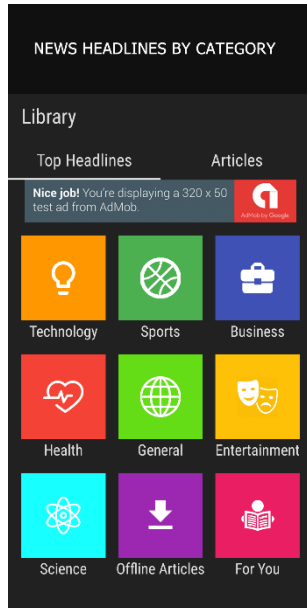 NEWS HEADLINES BY CATEGORY
Library
Top Headlines Articles
Nice job! You're displaying a 320 x 50
test ad from AdMob.
AdMob by Google
Technology Sports Business
Health General Entertainment
Science Offline Articles For You